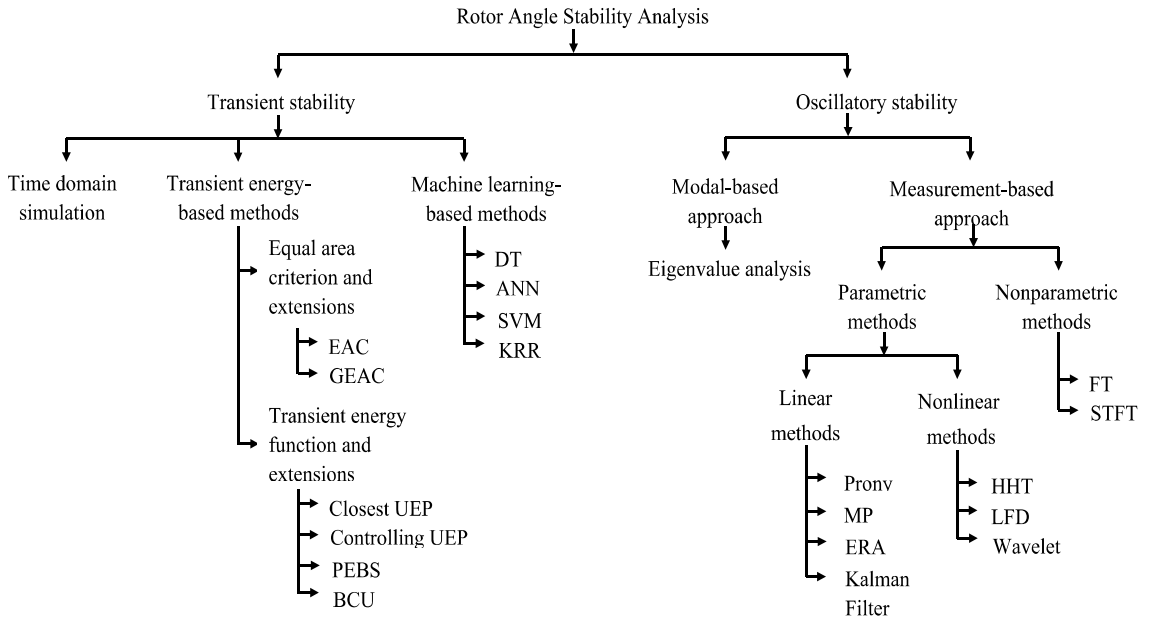 Rotor Angle Stability Analysis
Transient stability
Oscillatory stability
Time domain
simulation
Transient energy-
based methods
Machine learning-
based methods
Modal-based
approach
Measurement-based
approach
Equal area
criterion and
extensions
EAC
GEAC
Transient energy
function and
extensions
Closest UEP
Controlling UEP
PEBS
BCU
DT
ANN
SVM
KRR
Eigenvalue analysis
Parametric
methods
Nonparametric
methods
Linear
methods
Nonlinear
methods
FT
STFT
Pronv
MP
ERA
Kalman
Filter
HHT
LFD
Wavelet